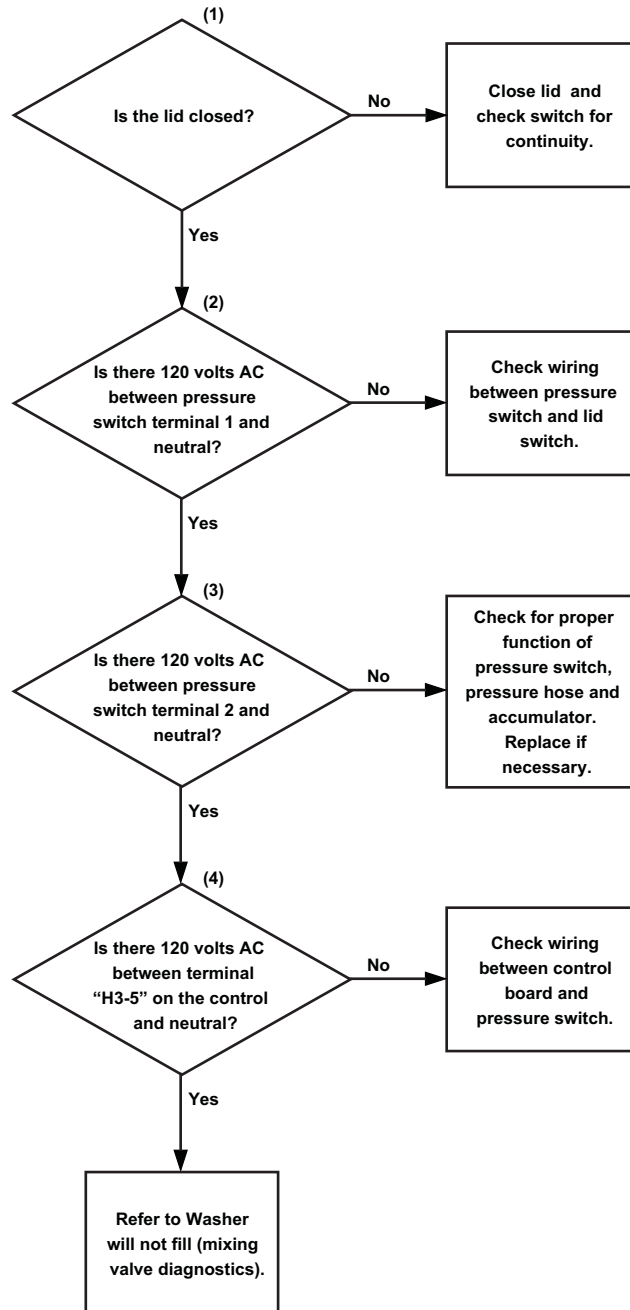 (1)
Is the lid closed?
No
Close lid and
check switch for
continuity.
Yes
(2)
Is there 120 volts AC
between pressure
switch terminal 1 and
neutral?
No
Check wiring
between pressure
switch and lid
switch.
Yes
(3)
Is there 120 volts AC
between pressure
switch terminal 2 and
neutral?
No
Check for proper
function of
pressure switch,
pressure hose and
accumulator.
Replace if
necessary.
Yes
(4)
Is there 120 volts AC
between terminal
“H3-5” on the control
and neutral?
No
Check wiring
between control
board and
pressure switch.
Yes
Refer to Washer
will not fill (mixing
valve diagnostics).